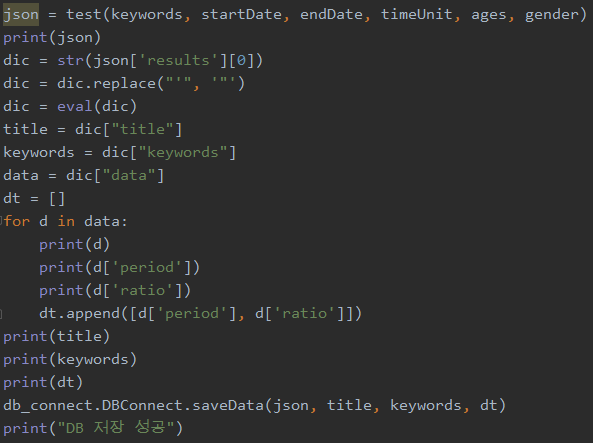 json = test(keywords, startDate, endDate, timeUnit, ages, gender)
print(json)
dic = str(json['results'][0])
dic = dic.replace("'", '"')
dic = eval(dic)
title = dic["title"]
keywords = dic["keywords"]
data = dic["data"]
dt = []
for d in data:
    print(d)
    print(d['period'])
    print(d['ratio'])
    dt.append([d['period'], d['ratio']])
print(title)
print(keywords)
print(dt)
db_connect.DBConnect.saveData(json, title, keywords, dt)
print("DB 저장 성공")